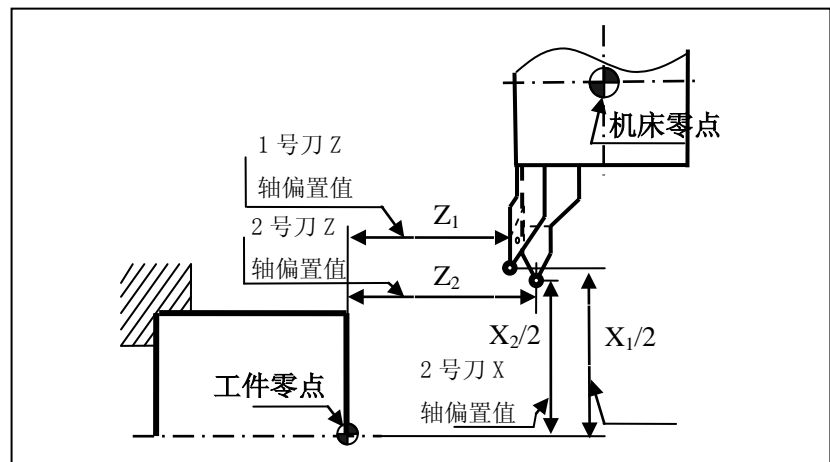 机床零点
1 号刀 Z
轴偏置值
Z₁
2 号刀 Z
轴偏置值
Z₂
X₂/2
X₁/2
2 号刀 X
轴偏置值
工件零点